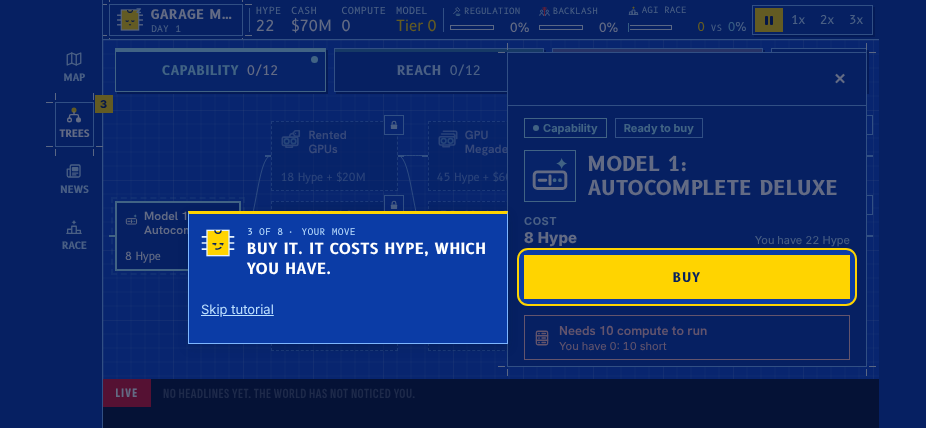 GARAGE M...
DAY 1
HYPE
22
CASH
$70M
COMPUTE
0
MODEL
Tier 0
REGULATION
0%
BACKLASH
0%
AGI RACE
0 VS 0%
1x
2x
3x
MAP
3
TREES
NEWS
RACE
CAPABILITY 0/12
REACH 0/12
Rented
GPUs
18 Hype + $20M
GPU
45 Hype +
Model 1
8 Hype
3 OF 8 · YOUR MOVE
BUY IT. IT COSTS HYPE, WHICH
YOU HAVE.
Skip tutorial
×
Capability
Ready to buy
MODEL 1:
AUTOCOMPLETE DELUXE
COST
8 Hype
You have 22 Hype
BUY
Needs 10 compute to run
You have 0: 10 short
LIVE
NO HEADLINES YET. THE WORLD HAS NOT NOTICED YOU.